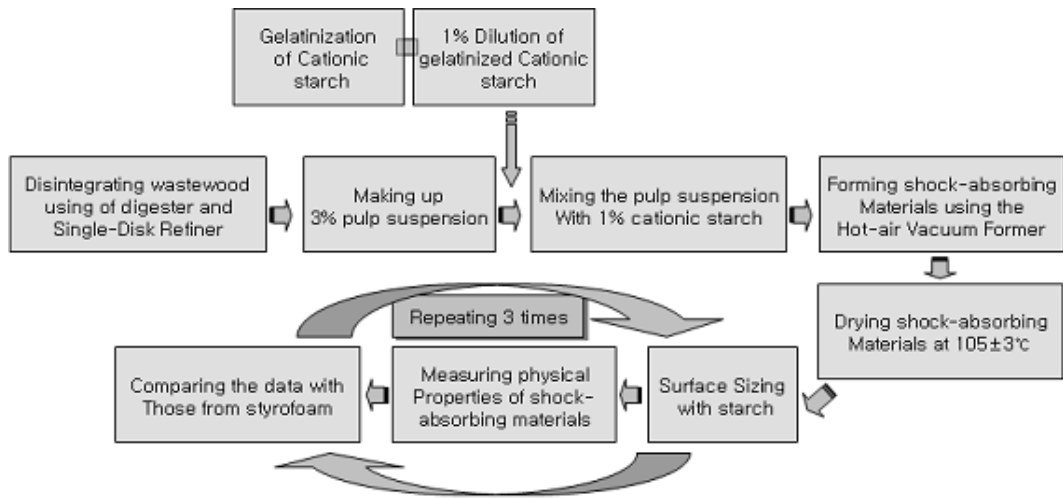 Gelatinization
of Cationic
starch
1% Dilution of
gelatinized Cationic
starch
Disintegrating wastewood
using of digester and
Single-Disk Refiner
Making up
3% pulp suspension
Mixing the pulp suspension
With 1% cationic starch
Forming shock-absorbing
Materials using the
Hot-air Vacuum Former
Drying shock-absorbing
Materials at 105±3℃
Surface Sizing
with starch
Measuring physical
Properties of shock-
absorbing materials
Comparing the data with
Those from styrofoam
Repeating 3 times